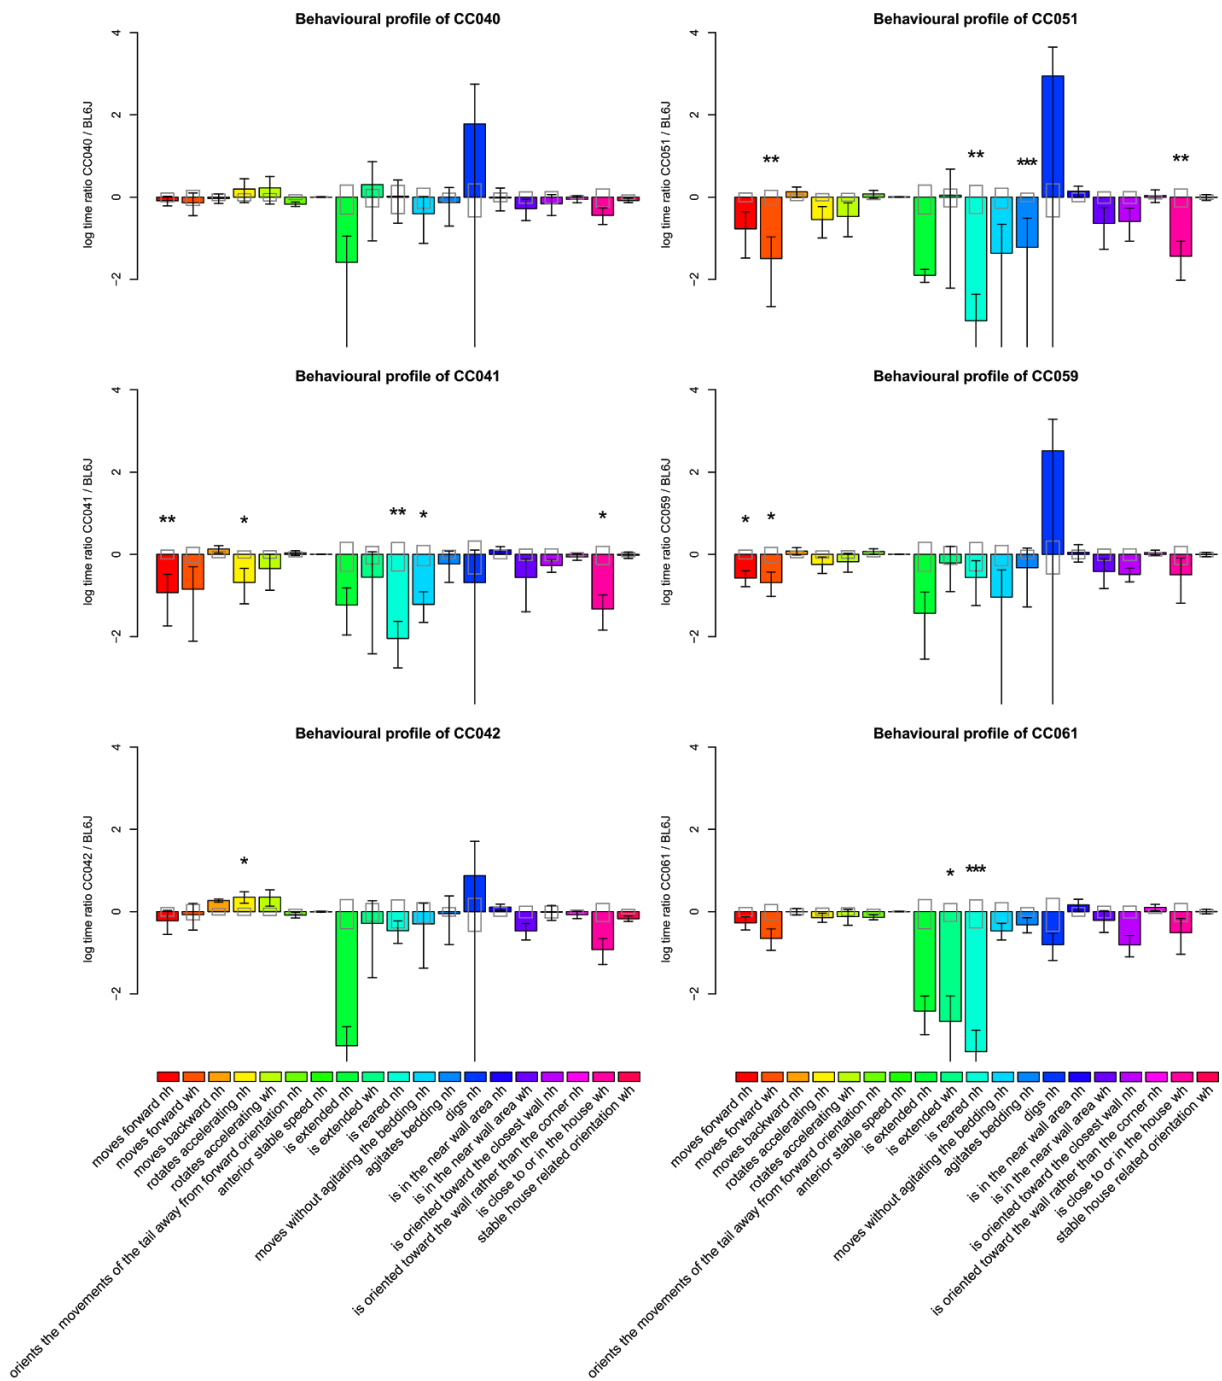 Behavioural profile of CC040
log time ratio CC040 / BL6J
4
2
0
−2
Behavioural profile of CC051
log time ratio CC051 / BL6J
4
2
0
−2
**
**
***
**
Behavioural profile of CC041
log time ratio CC041 / BL6J
4
2
0
−2
**
*
**
*
*
Behavioural profile of CC059
log time ratio CC059 / BL6J
4
2
0
−2
*
*
Behavioural profile of CC042
log time ratio CC042 / BL6J
4
2
0
−2
*
Behavioural profile of CC061
log time ratio CC061 / BL6J
4
2
0
−2
*
***
moves forward nh
moves forward wh
moves backward nh
rotates accelerating nh
rotates accelerating wh
orients the movements of the tail away from forward orientation nh
anterior stable speed nh
is extended nh
is extended wh
is reared nh
moves without agitating the bedding nh
agitates bedding nh
digs nh
is in the near wall area nh
is in the near wall area wh
is oriented toward the closest wall nh
is oriented toward the wall rather than the corner nh
is close to or in the house wh
stable house related orientation wh
moves forward nh
moves forward wh
moves backward nh
rotates accelerating nh
rotates accelerating wh
orients the movements of the tail away from forward orientation nh
anterior stable speed nh
is extended nh
is extended wh
is reared nh
moves without agitating the bedding nh
agitates bedding nh
digs nh
is in the near wall area nh
is in the near wall area wh
is oriented toward the closest wall nh
is oriented toward the wall rather than the corner nh
is close to or in the house wh
stable house related orientation wh